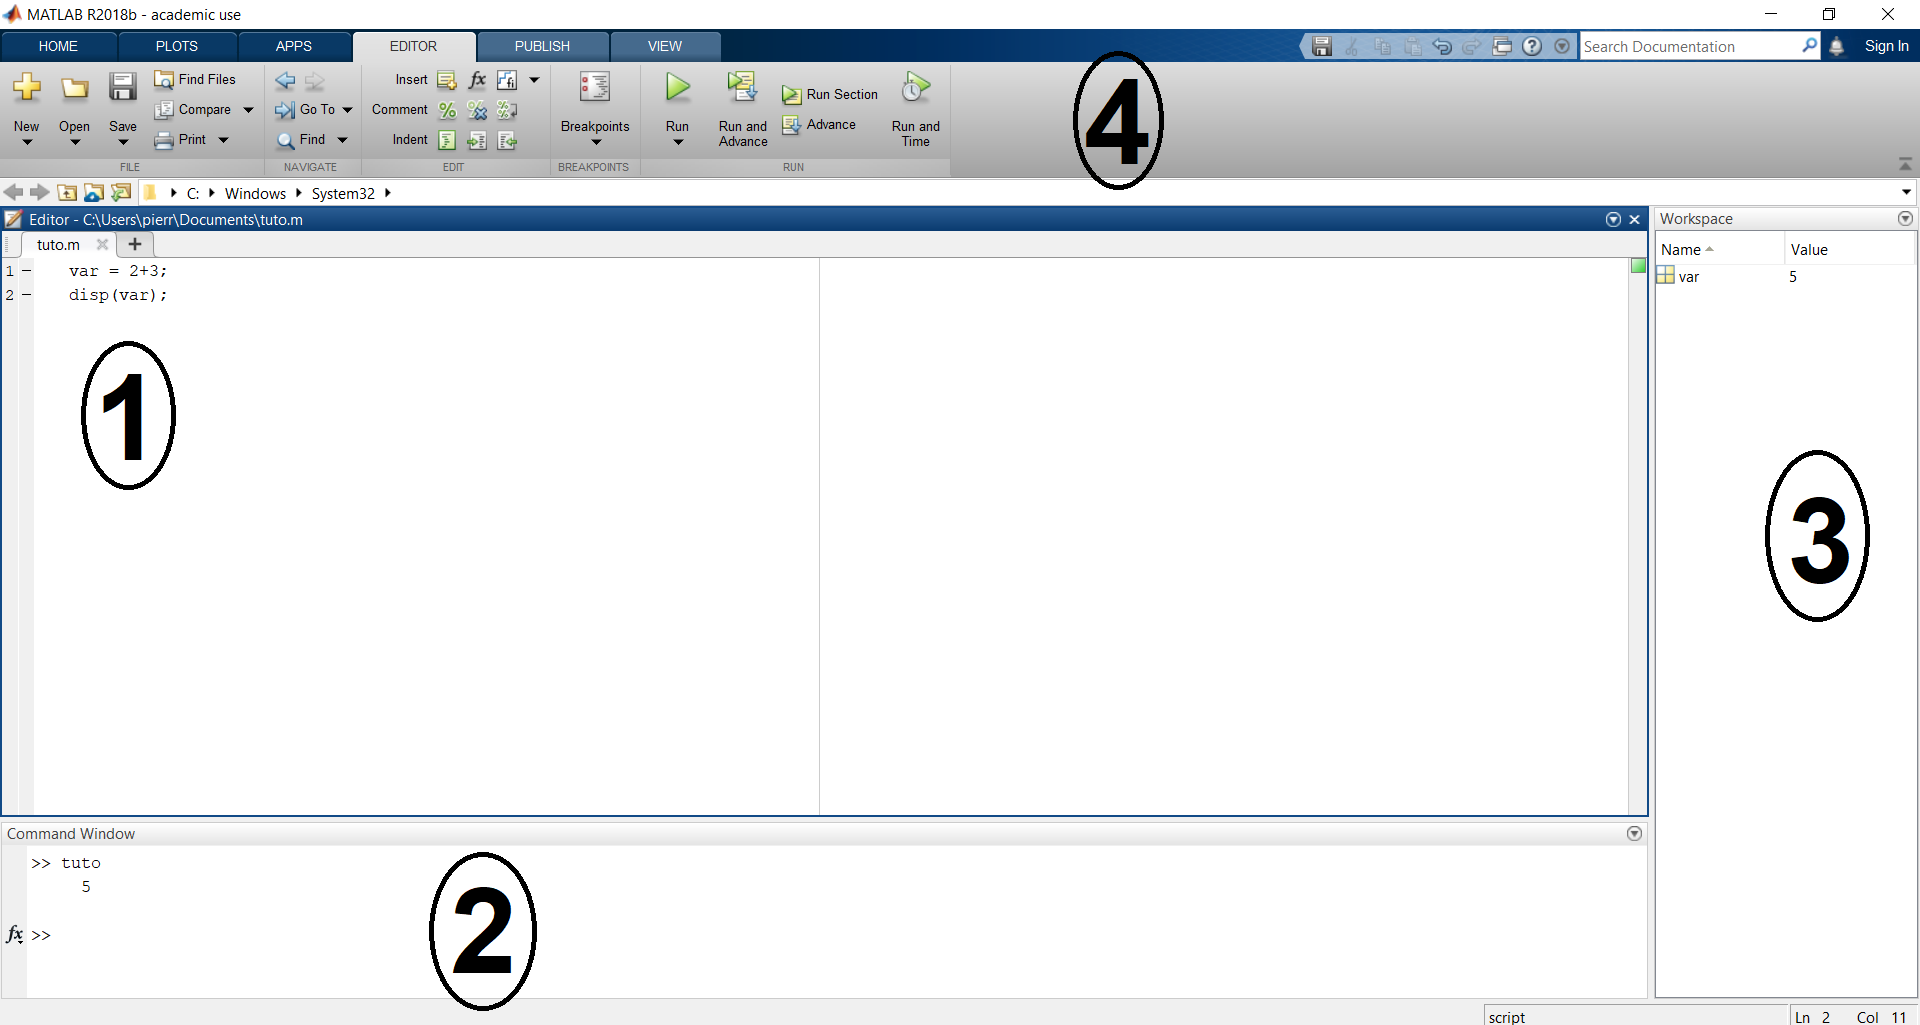 MATLAB R2018b - academic use
HOME PLOTS APPS EDITOR PUBLISH VIEW
Search Documentation
Sign In
New
Open
Save
Find Files
Compare
Print
FILE
Go To
Find
NAVIGATE
Insert fx fi
Comment % % %
Indent
EDIT
Breakpoints
BREAKPOINTS
Run
Run and
Advance
Run Section
Advance
Run and
Time
RUN
4
C: Windows System32
Editor - C:\Users\pierr\Documents\tuto.m
tuto.m +
1 – var = 2+3;
2 – disp(var);
1
Workspace
Name Value
var 5
3
Command Window
>> tuto
5
fx >>
2
script
Ln 2 Col 11